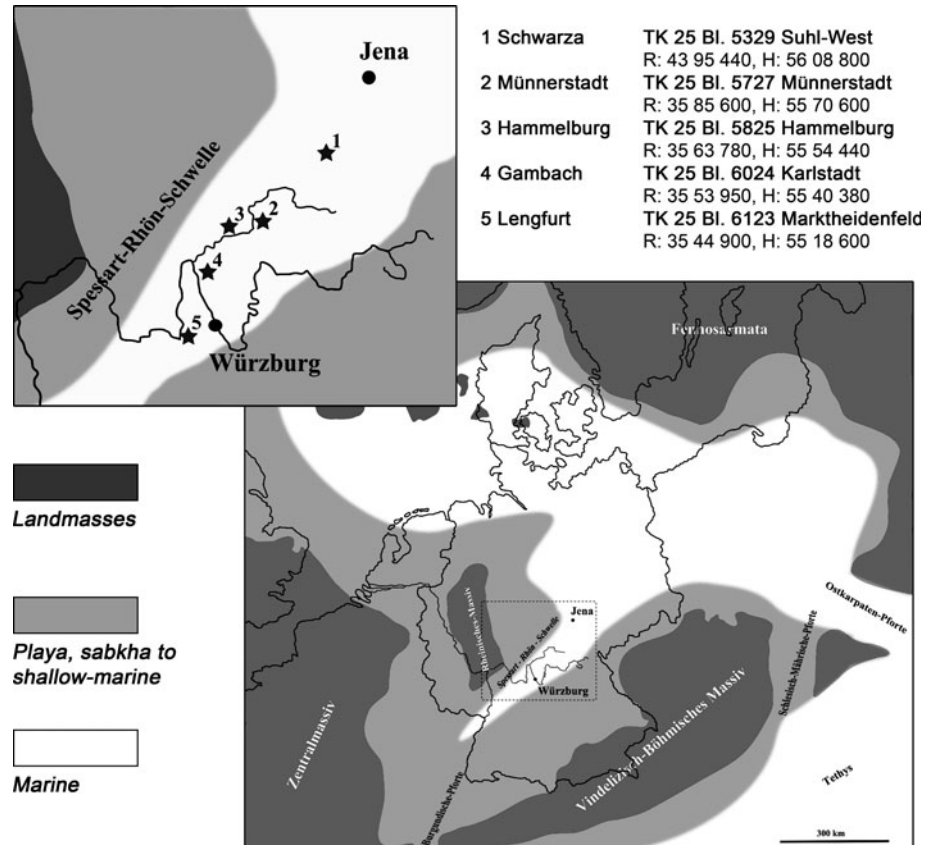 Jena
1
Spessart-Rhön-Schwelle
3
2
4
5
Würzburg
1 Schwarza TK 25 Bl. 5329 Suhl-West
R: 43 95 440, H: 56 08 800
2 Münnerstadt TK 25 Bl. 5727 Münnerstadt
R: 35 85 600, H: 55 70 600
3 Hammelburg TK 25 Bl. 5825 Hammelburg
R: 35 63 780, H: 55 54 440
4 Gambach TK 25 Bl. 6024 Karlstadt
R: 35 53 950, H: 55 40 380
5 Lengfurt TK 25 Bl. 6123 Marktheidenfeld
R: 35 44 900, H: 55 18 600
Landmasses
Playa, sabkha to
shallow-marine
Marine
Fennosarmata
Ostkarpaten-Pforte
Rheinisches-Massiv
Jena
Spessart - Rhön - Schwelle
Würzburg
Schlesisch-Mährische-Pforte
Zentralmassiv
Vindelizisch-Böhmisches Massiv
Tethys
Burgundische-Pforte
300 km